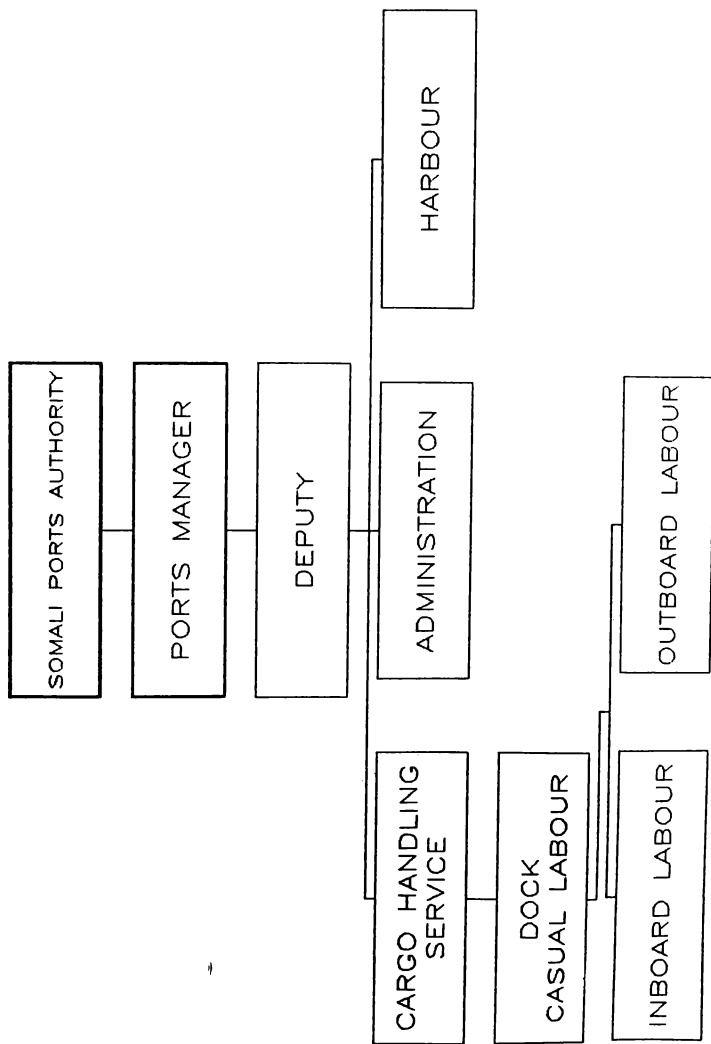 SOMALI PORTS AUTHORITY
PORTS MANAGER
DEPUTY
CARGO HANDLING
SERVICE
ADMINISTRATION
HARBOUR
DOCK
CASUAL LABOUR
INBOARD LABOUR
OUTBOARD LABOUR